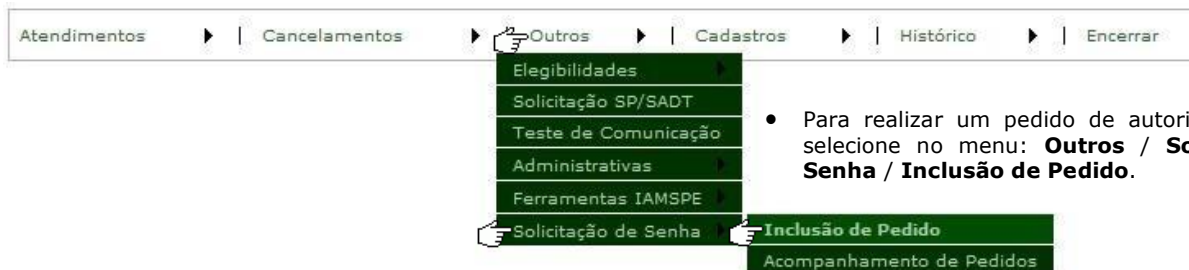 Atendimentos | Cancelamentos | Outros | Cadastros | Histórico | Encerrar
Elegibilidades
Solicitação SP/SADT
Teste de Comunicação
Administrativas
Ferramentas IAMSPE
Solicitação de Senha
Inclusão de Pedido
Acompanhamento de Pedidos
• Para realizar um pedido de
selecione no menu: Outros /
Senha / Inclusão de Pedido.